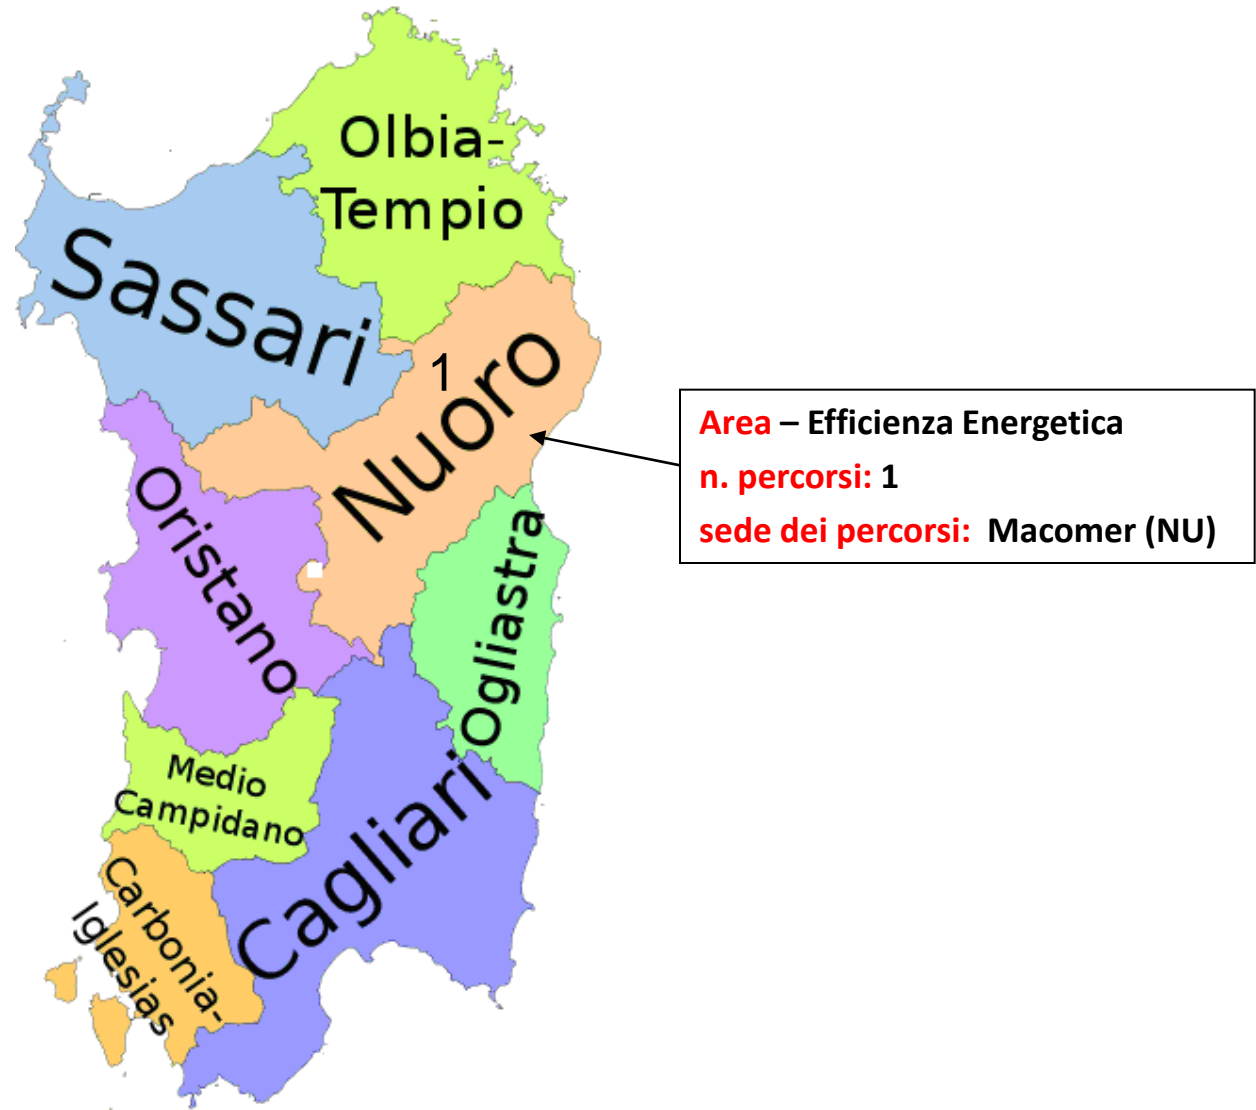 Olbia-
Tempio
Sassari
1
Nuoro
Area – Efficienza Energetica
n. percorsi: 1
sede dei percorsi: Macomer (NU)
Oristano
Ogliastra
Medio
Campidano
Cagliari
Carbonia-
Iglesias